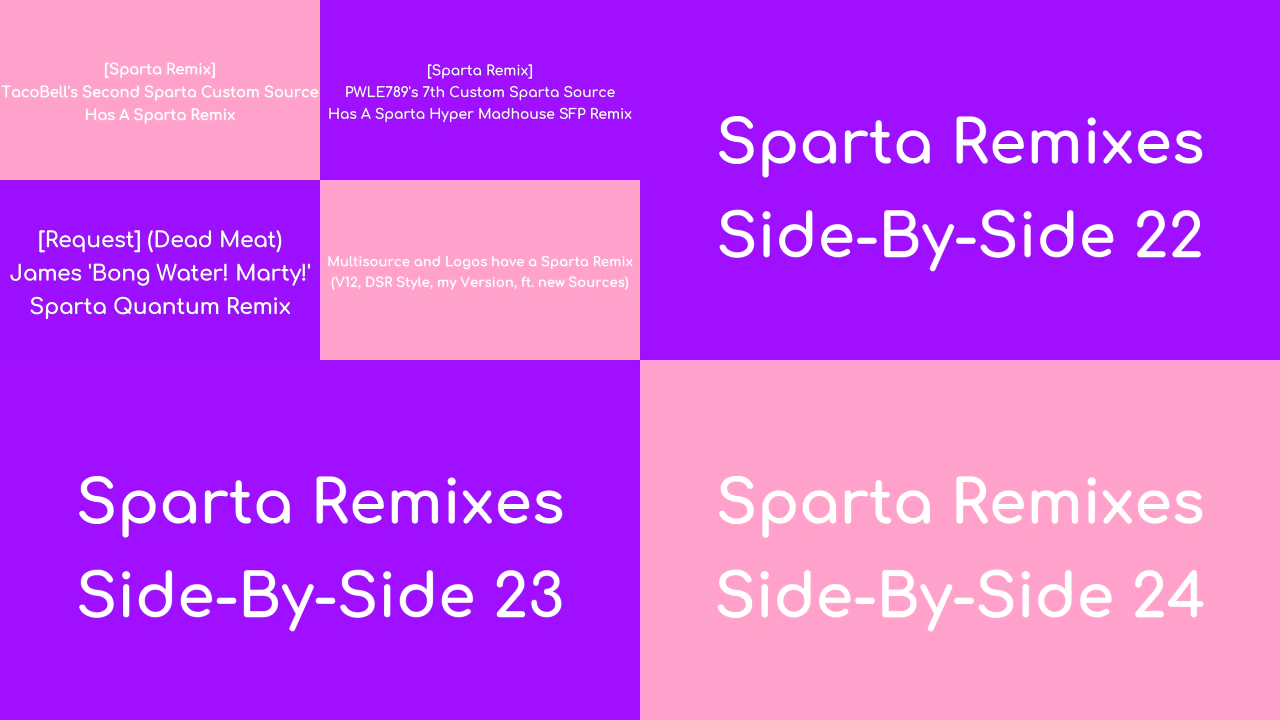 [Sparta Remix]
TacoBell's Second Sparta Custom Source
Has A Sparta Remix
[Sparta Remix]
PWLE789's 7th Custom Sparta Source
Has A Sparta Hyper Madhouse SFP Remix
[Request] (Dead Meat)
James 'Bong Water! Marty!'
Sparta Quantum Remix
Multisource and Logos have a Sparta Remix
(V12, DSR Style, my Version, ft. new Sources)
Sparta Remixes
Side-By-Side 22
Sparta Remixes
Side-By-Side 23
Sparta Remixes
Side-By-Side 24